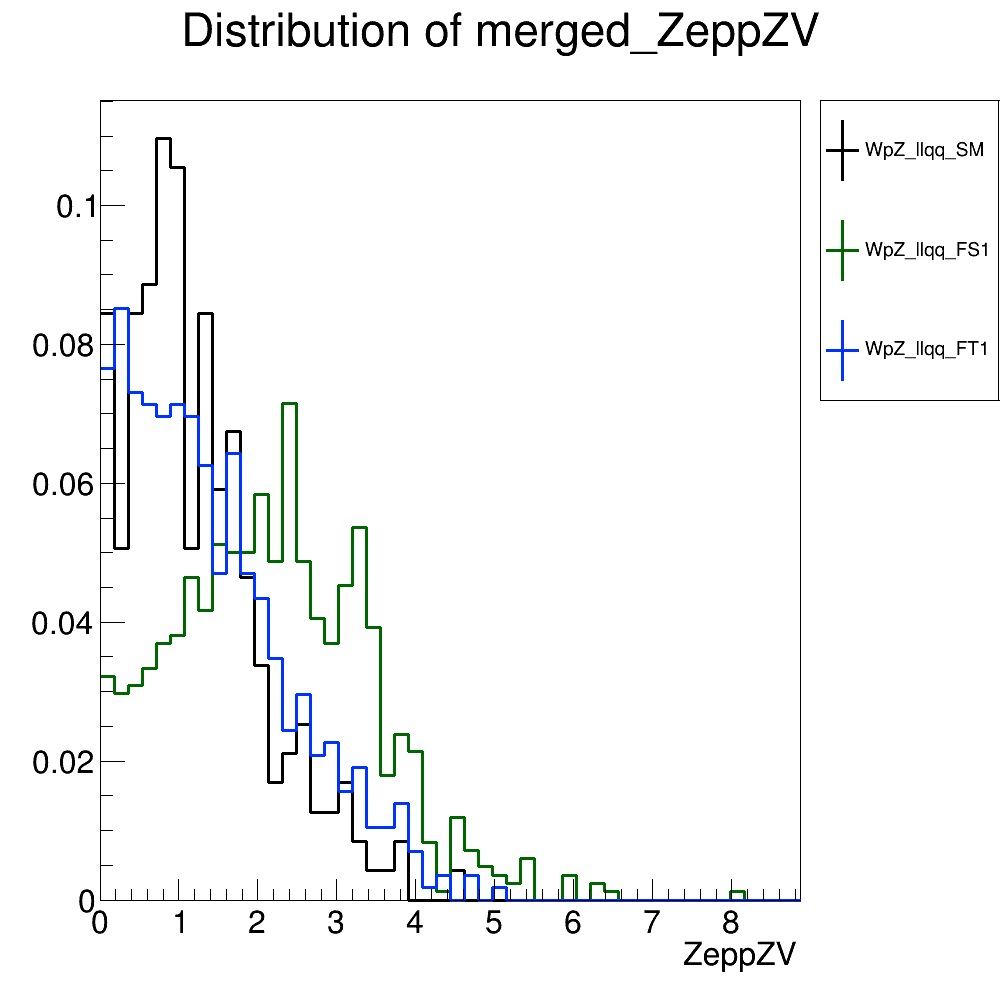 Distribution of merged_ZeppZV
WpZ_llqq_SM
WpZ_llqq_FS1
WpZ_llqq_FT1
0.1
0.08
0.06
0.04
0.02
0
0 1 2 3 4 5 6 7 8
ZeppZV